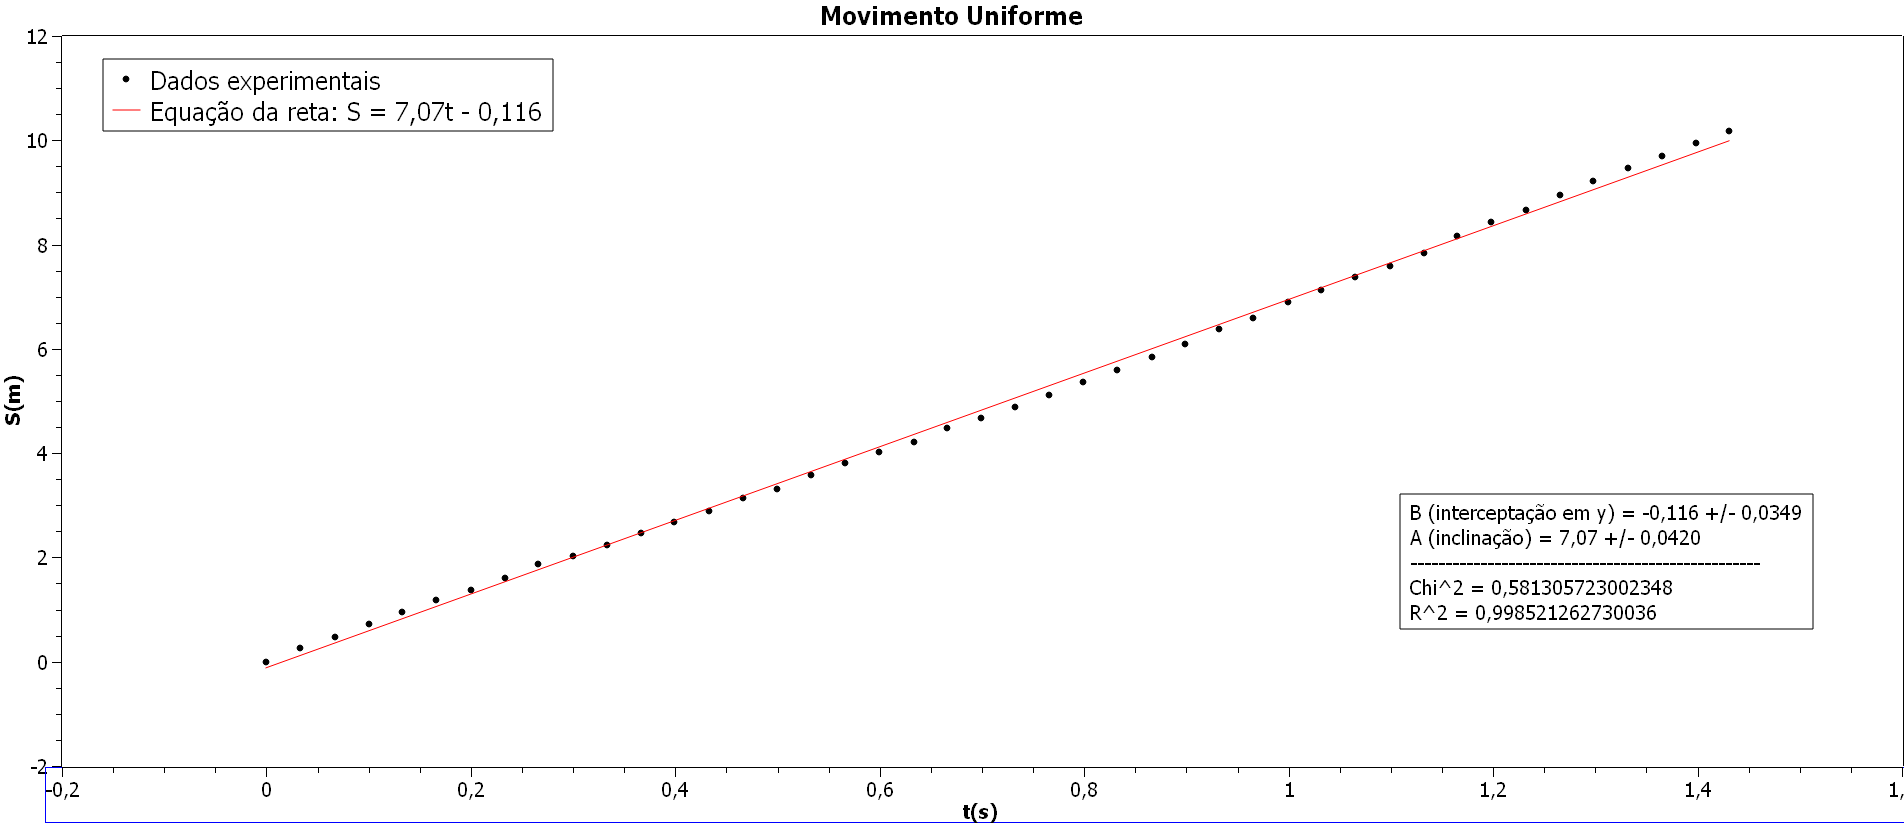 Movimento Uniforme
12
Dados experimentais
Equação da reta: S = 7,07t - 0,116
10
8
6
S(m)
4
B (interceptação em y) = -0,116 +/- 0,0349
A (inclinação) = 7,07 +/- 0,0420
--------------------------------------------------
Chi^2 = 0,581305723002348
R^2 = 0,998521262730036
2
0
-2
-0,2 0 0,2 0,4 0,6 0,8 1 1,2 1,4 1,
t(s)